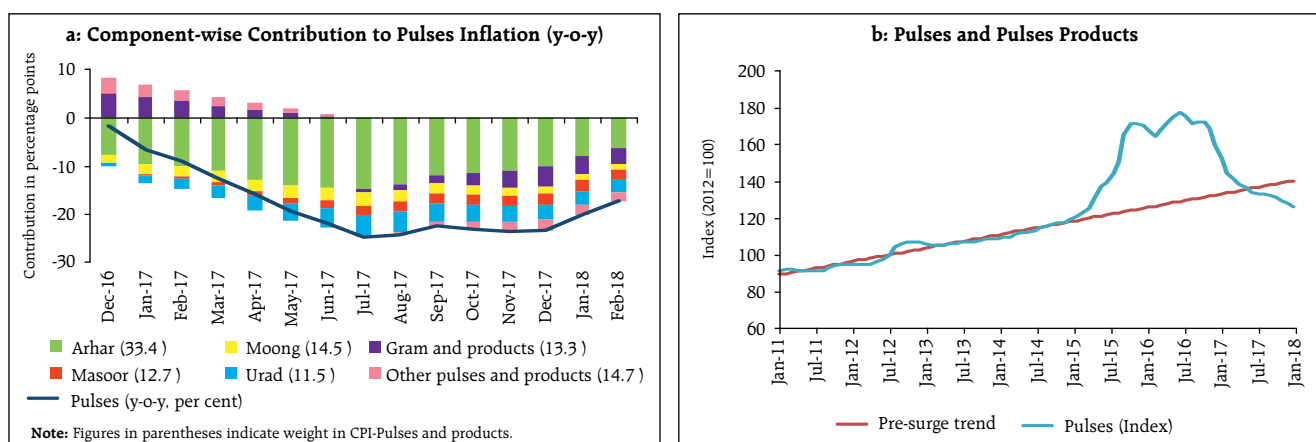 a: Component-wise Contribution to Pulses Inflation (y-o-y)
Contribution in percentage points
10
0
-10
-20
-30
Dec-16
Jan-17
Feb-17
Mar-17
Apr-17
May-17
Jun-17
Jul-17
Aug-17
Sep-17
Oct-17
Nov-17
Dec-17
Jan-18
Feb-18
Arhar (33.4 ) Moong (14.5 ) Gram and products (13.3 )
Masoor (12.7 ) Urad (11.5 ) Other pulses and products (14.7 )
Pulses (y-o-y, per cent)
Note: Figures in parentheses indicate weight in CPI-Pulses and products.
b: Pulses and Pulses Products
Index (2012=100)
200
180
160
140
120
100
80
60
Jan-11
Jul-11
Jan-12
Jul-12
Jan-13
Jul-13
Jan-14
Jul-14
Jan-15
Jul-15
Jan-16
Jul-16
Jan-17
Jul-17
Jan-18
Pre-surge trend Pulses (Index)